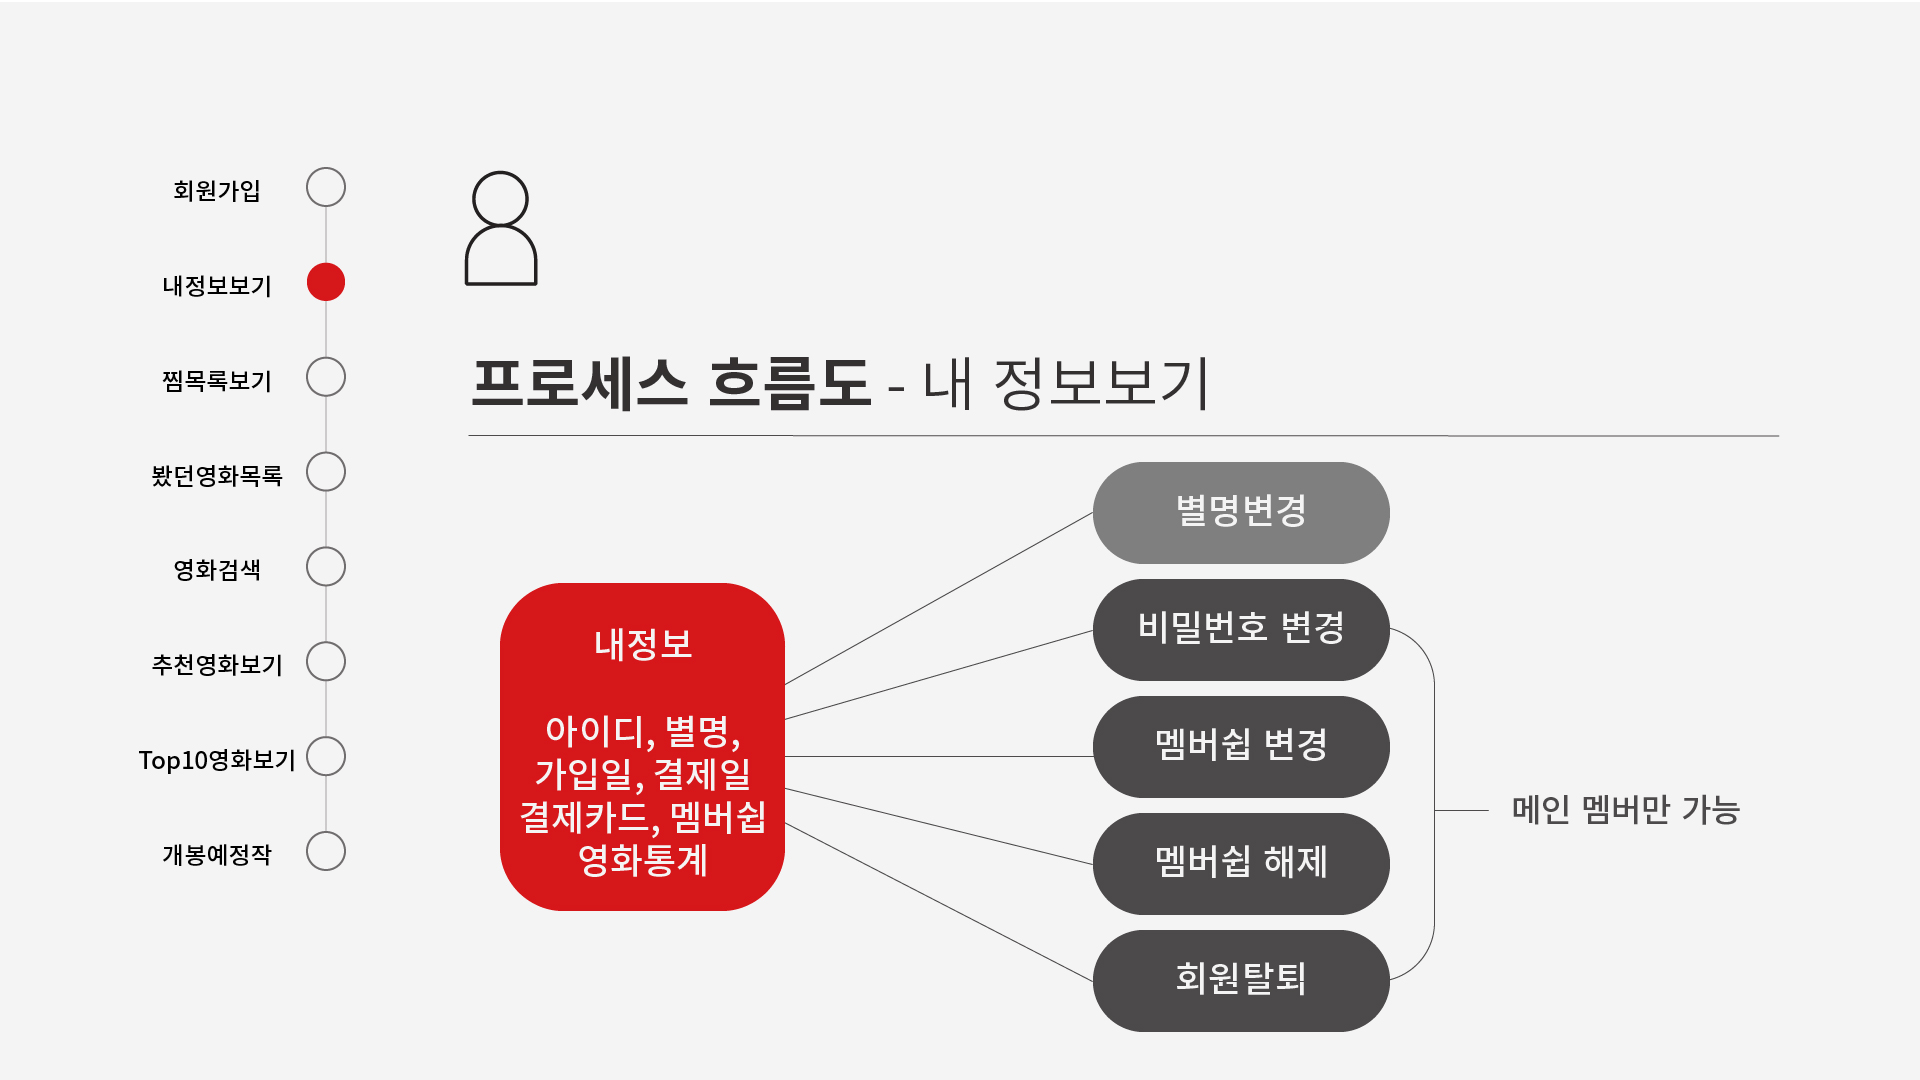 회원가입
내정보보기
찜목록보기
봤던영화목록
영화검색
추천영화보기
Top10영화보기
개봉예정작
프로세스 흐름도 - 내 정보보기
내정보
아이디, 별명,
가입일, 결제일
결제카드, 멤버쉽
영화통계
별명변경
비밀번호 변경
멤버쉽 변경
멤버쉽 해제
회원탈퇴
메인 멤버만 가능